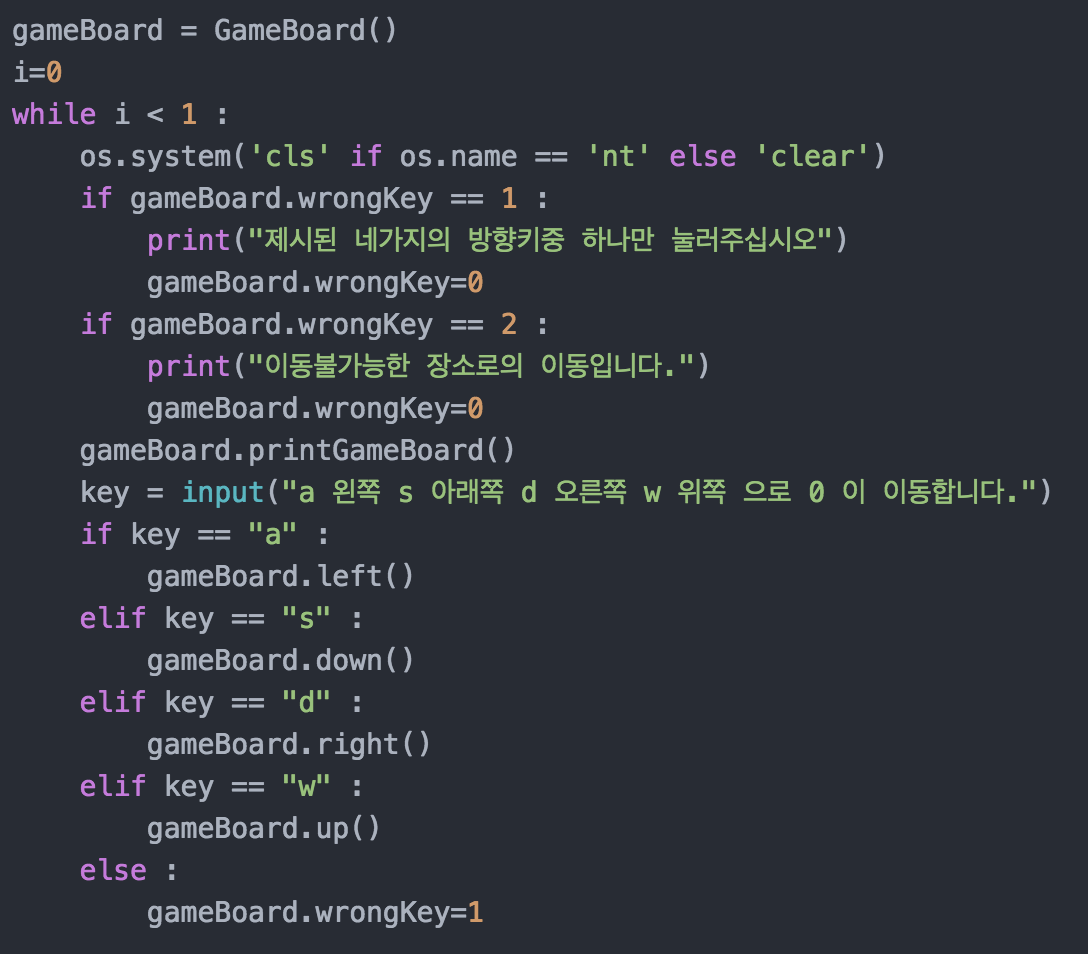 gameBoard = GameBoard()
i=0
while i < 1 :
    os.system('cls' if os.name == 'nt' else 'clear')
    if gameBoard.wrongKey == 1 :
        print("제시된 네가지의 방향키중 하나만 눌러주십시오")
        gameBoard.wrongKey=0
    if gameBoard.wrongKey == 2 :
        print("이동불가능한 장소로의 이동입니다.")
        gameBoard.wrongKey=0
    gameBoard.printGameBoard()
    key = input("a 왼쪽 s 아래쪽 d 오른쪽 w 위쪽 으로 0 이 이동합니다.")
    if key == "a" :
        gameBoard.left()
    elif key == "s" :
        gameBoard.down()
    elif key == "d" :
        gameBoard.right()
    elif key == "w" :
        gameBoard.up()
    else :
        gameBoard.wrongKey=1